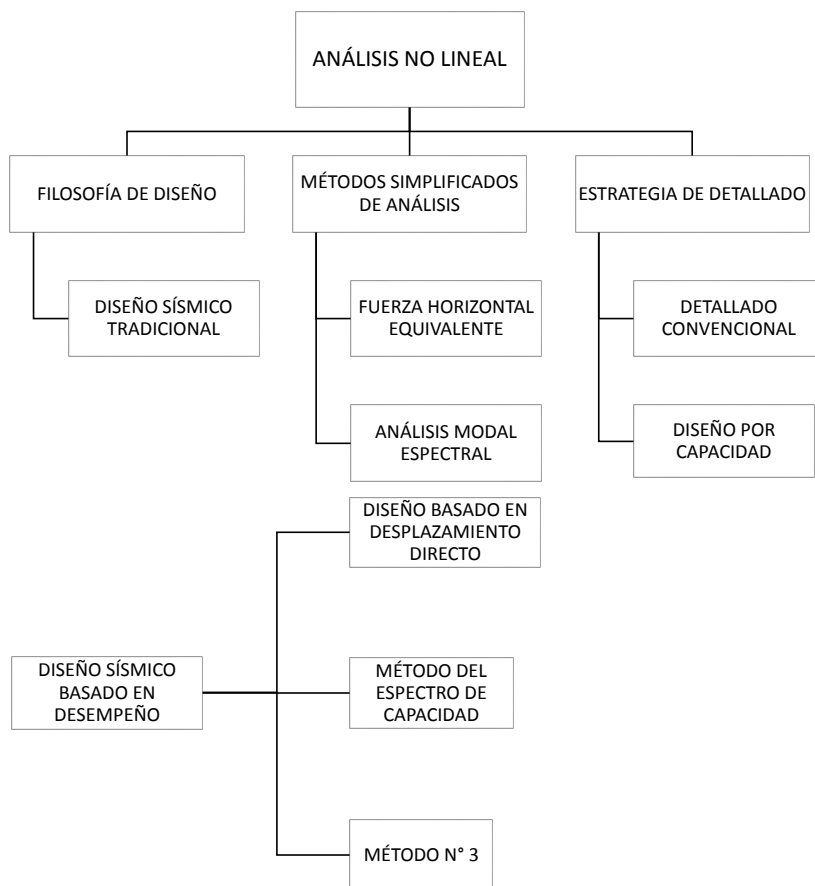 ANÁLISIS NO LINEAL
FILOSOFÍA DE DISEÑO
MÉTODOS SIMPLIFICADOS
DE ANÁLISIS
ESTRATEGIA DE DETALLADO
DISEÑO SÍSMICO
TRADICIONAL
FUERZA HORIZONTAL
EQUIVALENTE
DETALLADO
CONVENCIONAL
ANÁLISIS MODAL
ESPECTRAL
DISEÑO POR
CAPACIDAD
DISEÑO BASADO EN
DESPLAZAMIENTO
DIRECTO
DISEÑO SÍSMICO
BASADO EN
DESEMPEÑO
MÉTODO DEL
ESPECTRO DE
CAPACIDAD
MÉTODO N° 3